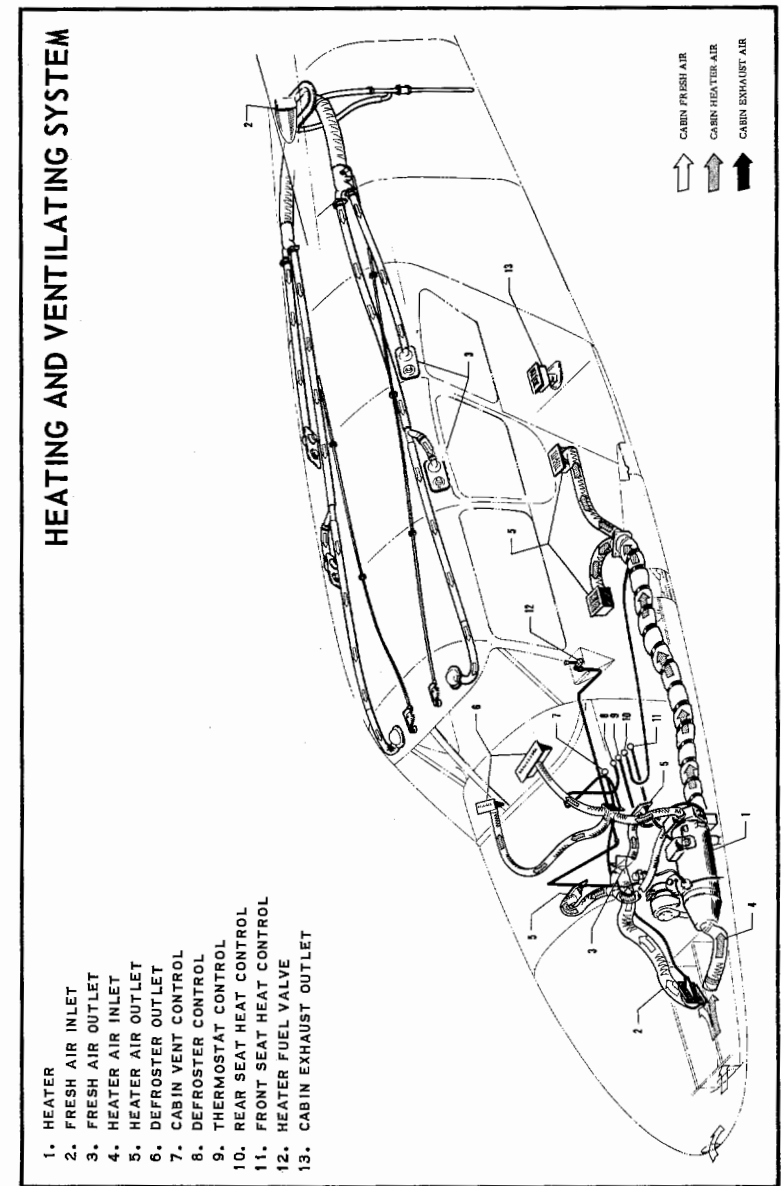 HEATING AND VENTILATING SYSTEM
1. HEATER
2. FRESH AIR INLET
3. FRESH AIR OUTLET
4. HEATER AIR INLET
5. HEATER AIR OUTLET
6. DEFROSTER OUTLET
7. CABIN VENT CONTROL
8. DEFROSTER CONTROL
9. THERMOSTAT CONTROL
10. REAR SEAT HEAT CONTROL
11. FRONT SEAT HEAT CONTROL
12. HEATER FUEL VALVE
13. CABIN EXHAUST OUTLET
2
13
3
5
12
6
7
8
9
10
11
5
5
3
1
4
2
CABIN FRESH AIR
CABIN HEATER AIR
CABIN EXHAUST AIR